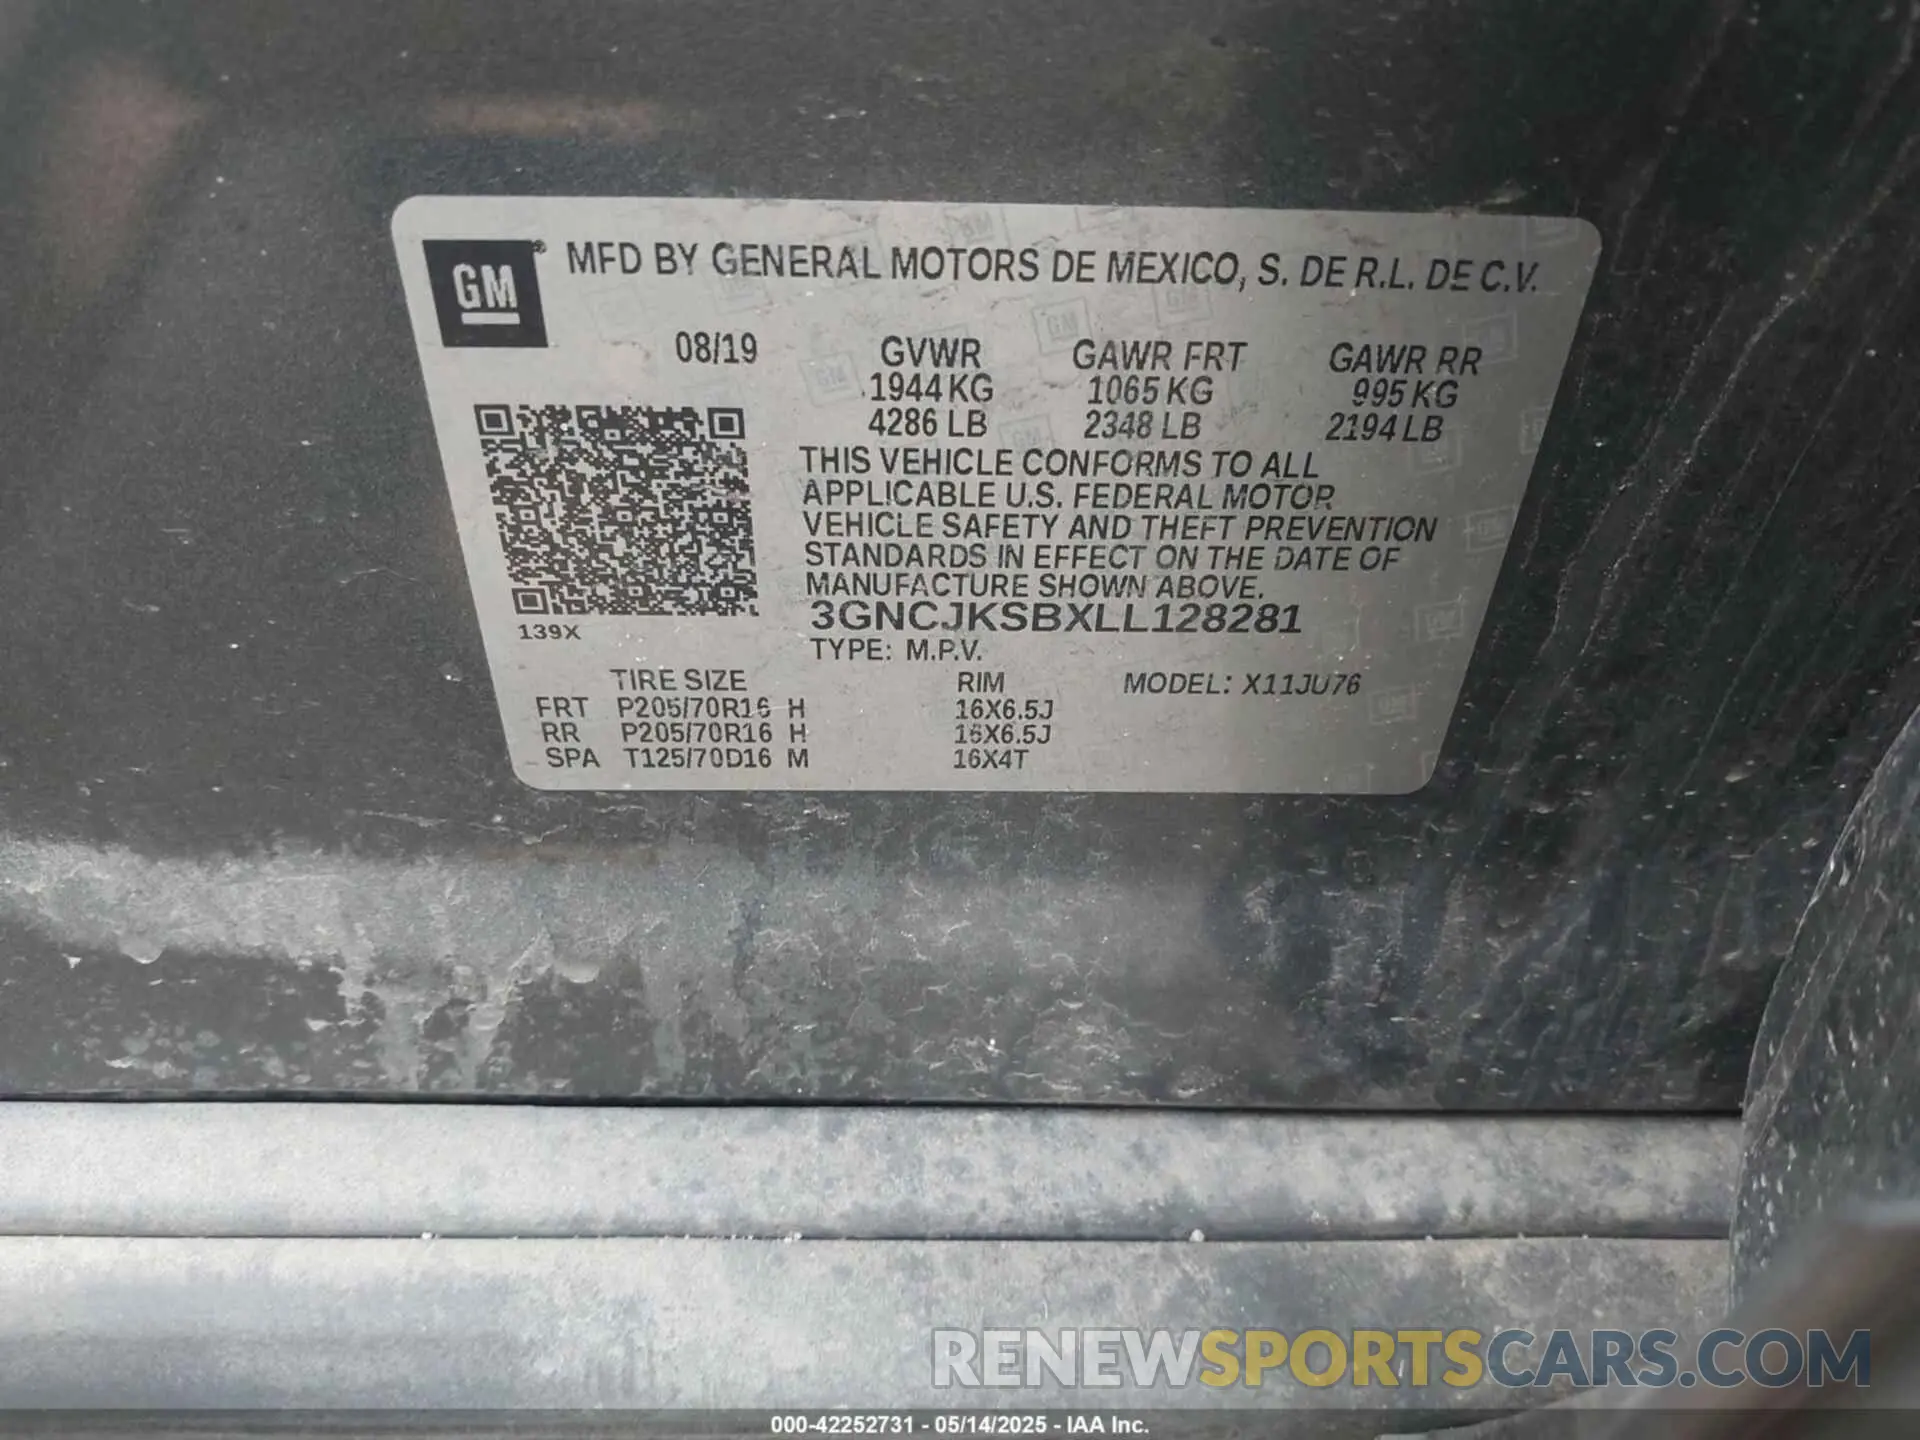 GM ® MFD BY GENERAL MOTORS DE MEXICO, S. DE R.L. DE C.V.
08/19 GVWR GAWR FRT GAWR RR
1944 KG 1065 KG 995 KG
4286 LB 2348 LB 2194 LB
THIS VEHICLE CONFORMS TO ALL
APPLICABLE U.S. FEDERAL MOTOR
VEHICLE SAFETY AND THEFT PREVENTION
STANDARDS IN EFFECT ON THE DATE OF
MANUFACTURE SHOWN ABOVE.
3GNCJKSBXLL128281
139X
TYPE: M.P.V.
TIRE SIZE RIM MODEL: X11JU76
FRT P205/70R16 H 16X6.5J
RR P205/70R16 H 16X6.5J
SPA T125/70D16 M 16X4T
RENEWSPORTSCARS.COM
000-42252731 - 05/14/2025 - IAA Inc.